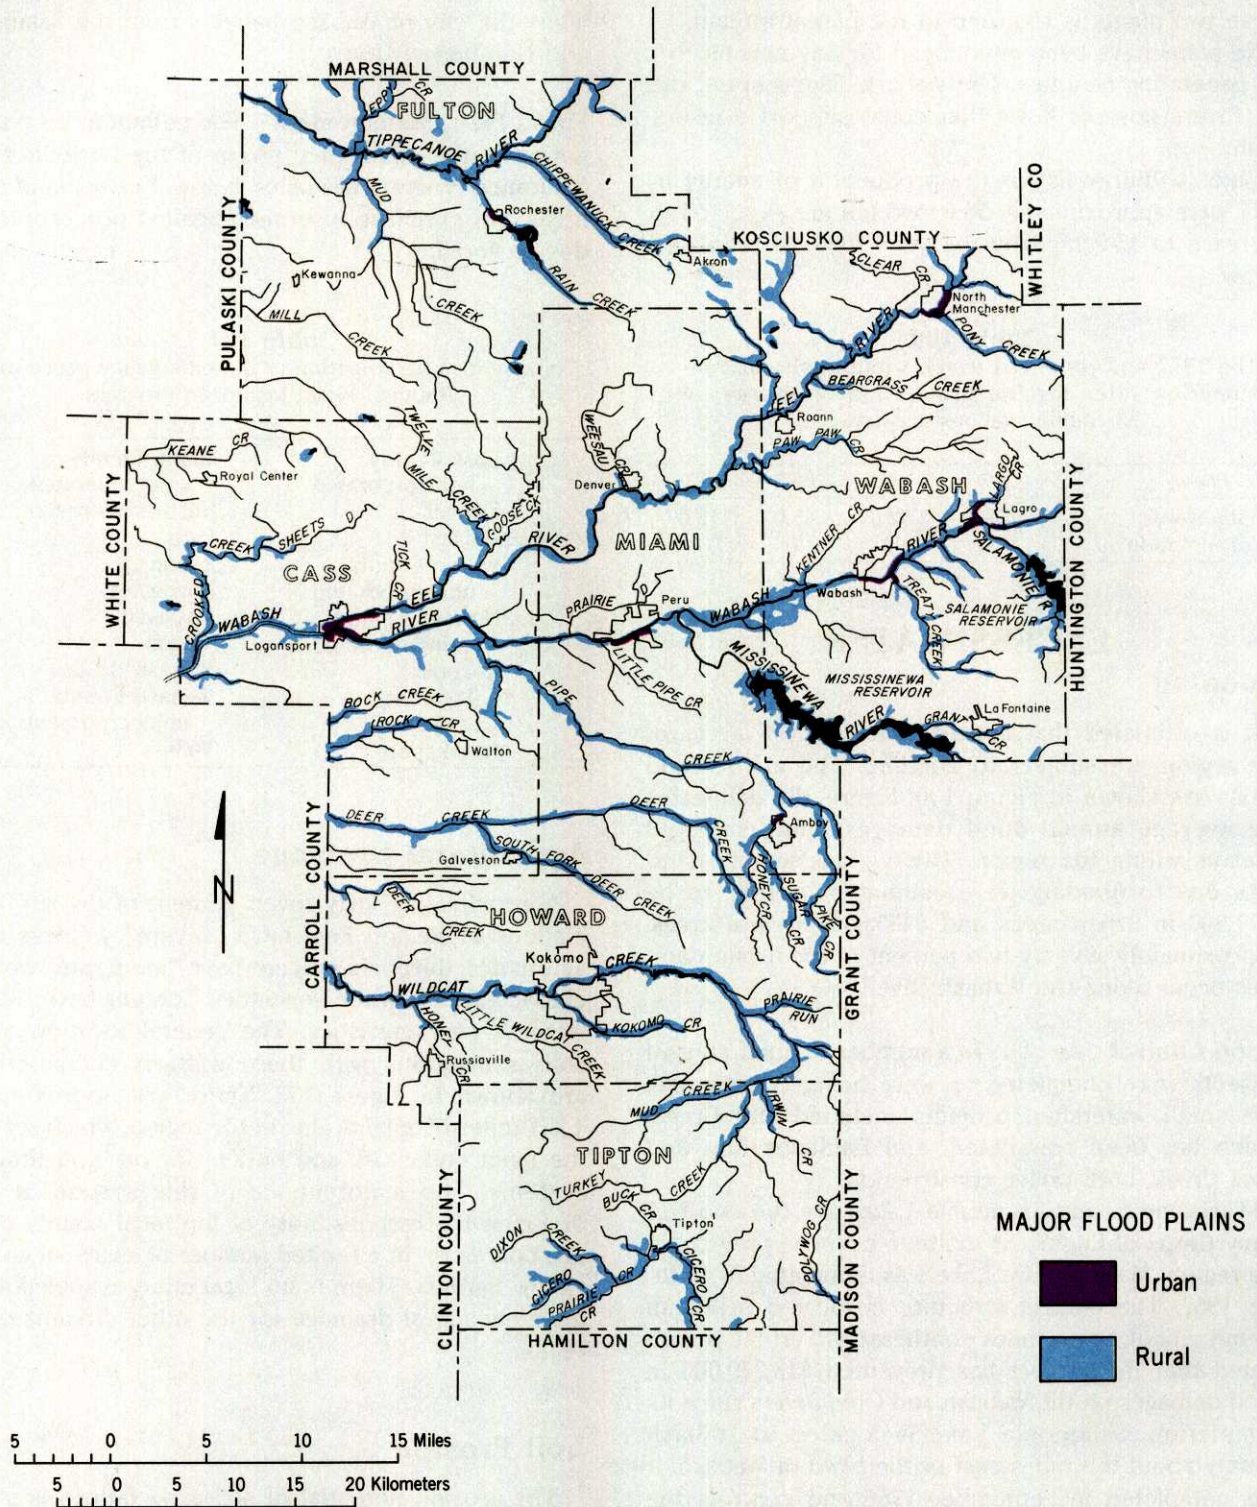 MARSHALL COUNTY
EPPY CR
FULTON
TIPPECANOE RIVER
CHIPPEWANUCK CREEK
MUD
CREEK
Rochester
RAIN CREEK
Akron
Kewanna
MILL CREEK
PULASKI COUNTY
KOSCIUSKO COUNTY
WHITLEY CO
CLEAR CR
North
Manchester
PONY CREEK
EEL RIVER
BEARGRASS CREEK
Roann
PAW PAW CR
TWELVE MILE CREEK
WEESAU CR
Denver
GOOSE CK
KEANE CR
Royal Center
WHITE COUNTY
CREEK
SHEETS D
CASS
TICK CR
CROOKED
EEL RIVER
MIAMI
WABASH
LARGO CR
Lagro
KENTNER CR
HUNTINGTON COUNTY
SALAMONIE R
SALAMONIE
RESERVOIR
Wabash
TREATY CREEK
WABASH RIVER
Logansport
PRAIRIE D
Peru
WABASH RIVER
LITTLE PIPE CR
MISSISSINEWA RIVER
MISSISSINEWA
RESERVOIR
GRANT CR
La Fontaine
PIPE CREEK
BOCK CREEK
ROCK CR
Walton
CARROLL COUNTY
DEER CREEK
DEER CREEK
SOUTH FORK DEER CREEK
Galveston
Amboy
HONEY CR
SUGAR CR
PIKE CR
GRANT COUNTY
N
L DEER CREEK
HOWARD
Kokomo
WILDCAT CREEK
PRAIRIE
RUN
KOKOMO CR
LITTLE WILDCAT CREEK
HONEY CR
Russiaville
MUD CREEK
IRWIN CR
TIPTON
TURKEY CREEK
BUCK CR
Tipton
DIXON CREEK
CICERO CR
PRAIRIE
CR
CICERO CR
POLYWOG CR
CLINTON COUNTY
HAMILTON COUNTY
MADISON COUNTY
MAJOR FLOOD PLAINS
Urban
Rural
5 0 5 10 15 Miles
5 0 5 10 15 20 Kilometers